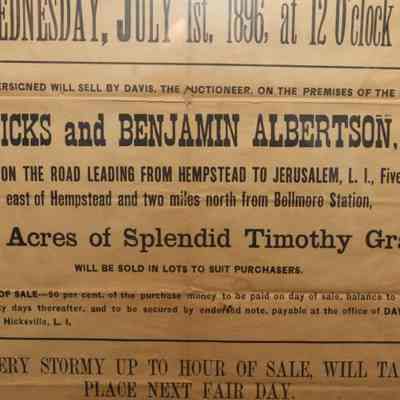 EDNESDAY, JULY 1st, 1896, at 12 O'clock
ERSIGNED WILL SELL BY DAVIS, THE AUCTIONEER, ON THE PREMISES OF THE
ICKS and BENJAMIN ALBERTSON,
ON THE ROAD LEADING FROM HEMPSTEAD TO JERUSALEM, L. I., Five
east of Hempstead and two miles north from Bellmore Station,
Acres of Splendid Timothy Gra
WILL BE SOLD IN LOTS TO SUIT PURCHASERS.
OF SALE—50 per cent. of the purchase money to be paid on day of sale, balance to
ty days thereafter, and to be secured by endorsed note, payable at the office of DAV
Hicksville, L. I.
ERY STORMY UP TO HOUR OF SALE, WILL TA
PLACE NEXT FAIR DAY.